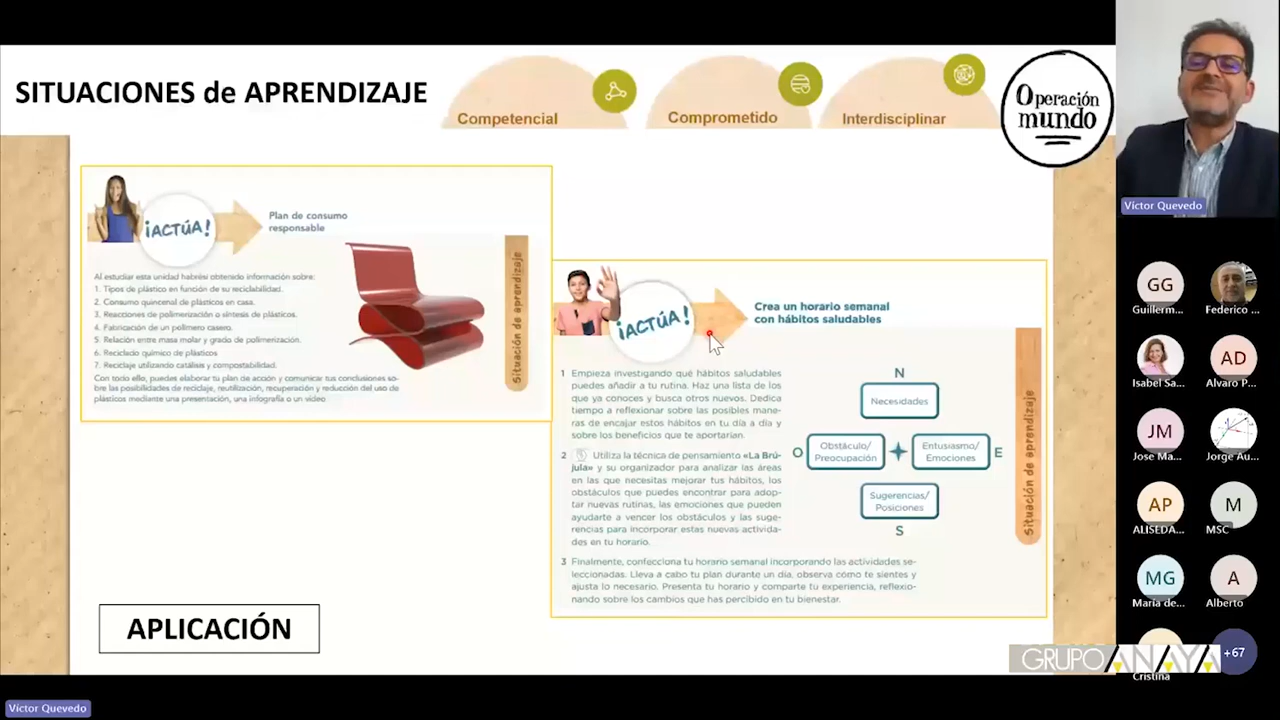 SITUACIONES de APRENDIZAJE
Competencial
Comprometido
Interdisciplinar
Operación
mundo
¡ACTÚA!
Plan de consumo
responsable
Al estudiar esta unidad habréis obtenido información sobre:
1. Tipos de plástico en función de su reciclabilidad.
2. Consumo quincenal de plásticos en casa.
3. Reacciones de polimerización o síntesis de plásticos.
4. Fabricación de un polímero casero.
5. Relación entre masa molar y grado de polimerización.
6. Reciclado químico de plásticos
7. Reciclaje utilizando catálisis y compostabilidad.
Con todo ello, puedes elaborar tu plan de acción y comunicar tus conclusiones so-
bre las posibilidades de reciclaje, reutilización, recuperación y reducción del uso de
plásticos mediante una presentación, una infografía o un vídeo
Situación de aprendizaje
¡ACTÚA!
Crea un horario semanal
con hábitos saludables
1 Empieza investigando qué hábitos saludables
puedes añadir a tu rutina. Haz una lista de los
que ya conoces y busca otros nuevos. Dedica
tiempo a reflexionar sobre las posibles mane-
ras de encajar estos hábitos en tu día a día y
sobre los beneficios que te aportarían.
2 Utiliza la técnica de pensamiento «La Brú-
jula» y su organizador para analizar las áreas
en las que necesitas mejorar tus hábitos, los
obstáculos que puedes encontrar para adop-
tar nuevas rutinas, las emociones que pueden
ayudarte a vencer los obstáculos y las suge-
rencias para incorporar estas nuevas activida-
des en tu horario.
3 Finalmente, confecciona tu horario semanal incorporando las actividades se-
leccionadas. Lleva a cabo tu plan durante un día, observa cómo te sientes y
ajusta lo necesario. Presenta tu horario y comparte tu experiencia, reflexio-
nando sobre los cambios que has percibido en tu bienestar.
N
Necesidades
O
Obstáculo/
Preocupación
Entusiasmo/
Emociones
E
Sugerencias/
Posiciones
S
Situación de aprendizaje
APLICACIÓN
Víctor Quevedo
GG
Guillerm...
Federico ...
Isabel Sa...
AD
Alvaro P...
JM
Jose Ma...
Jorge Au...
AP
ALISEDA...
M
MSC
MG
María de...
A
Alberto
Cristina
+67
GRUPO ANAYA
Víctor Quevedo